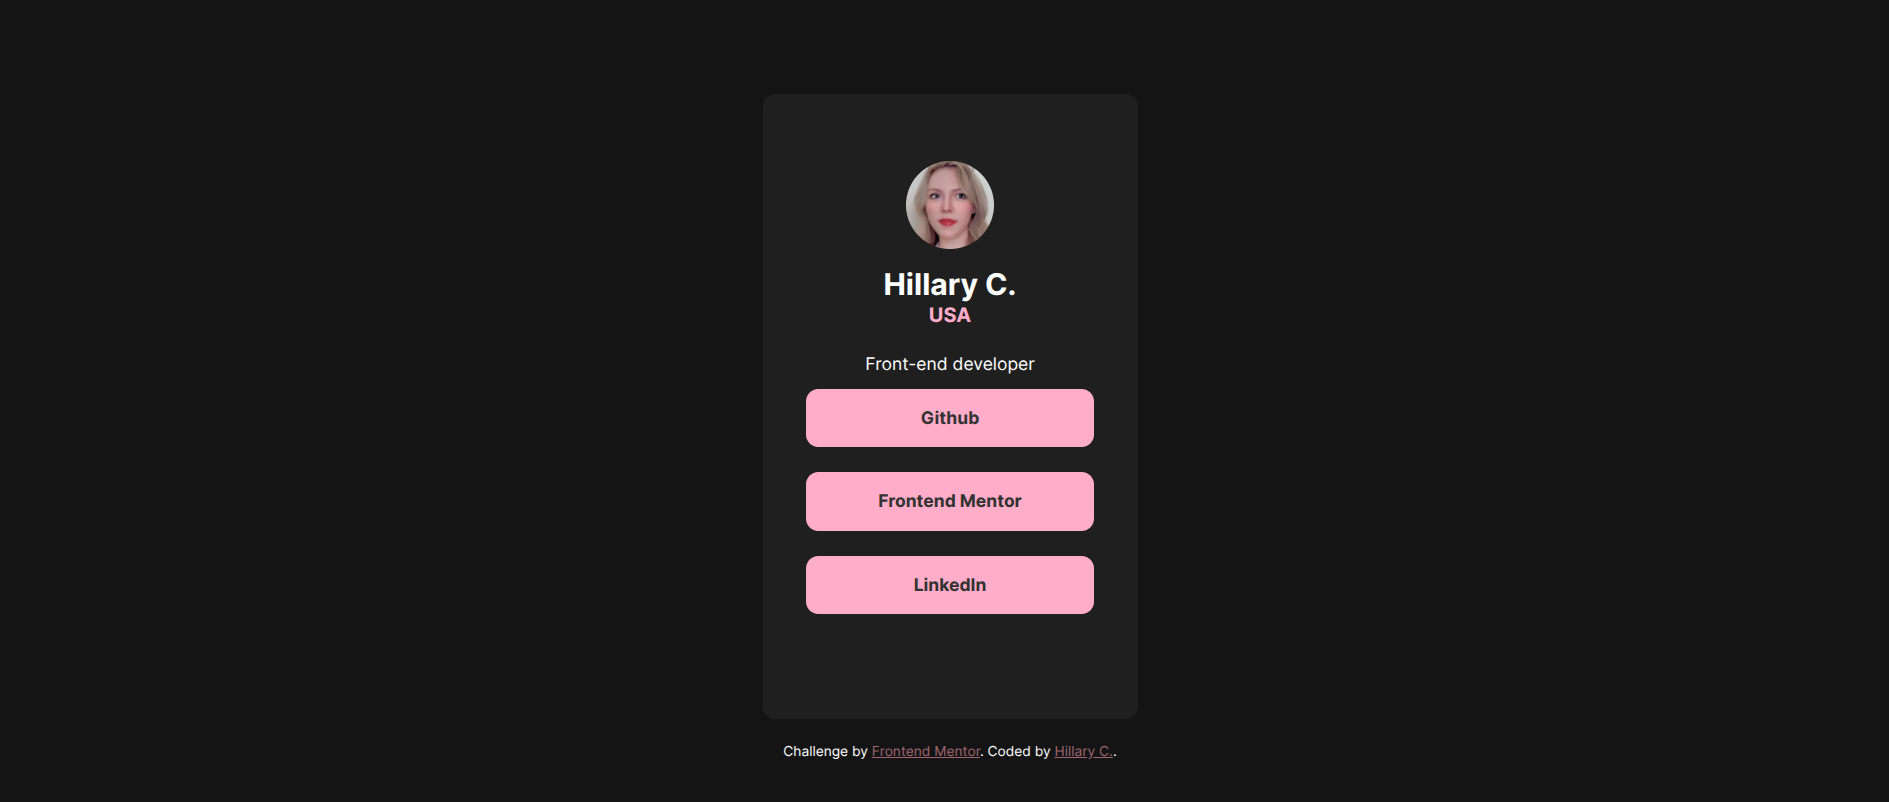 Hillary C.
USA
Front-end developer
Github
Frontend Mentor
LinkedIn
Challenge by Frontend Mentor. Coded by Hillary C..